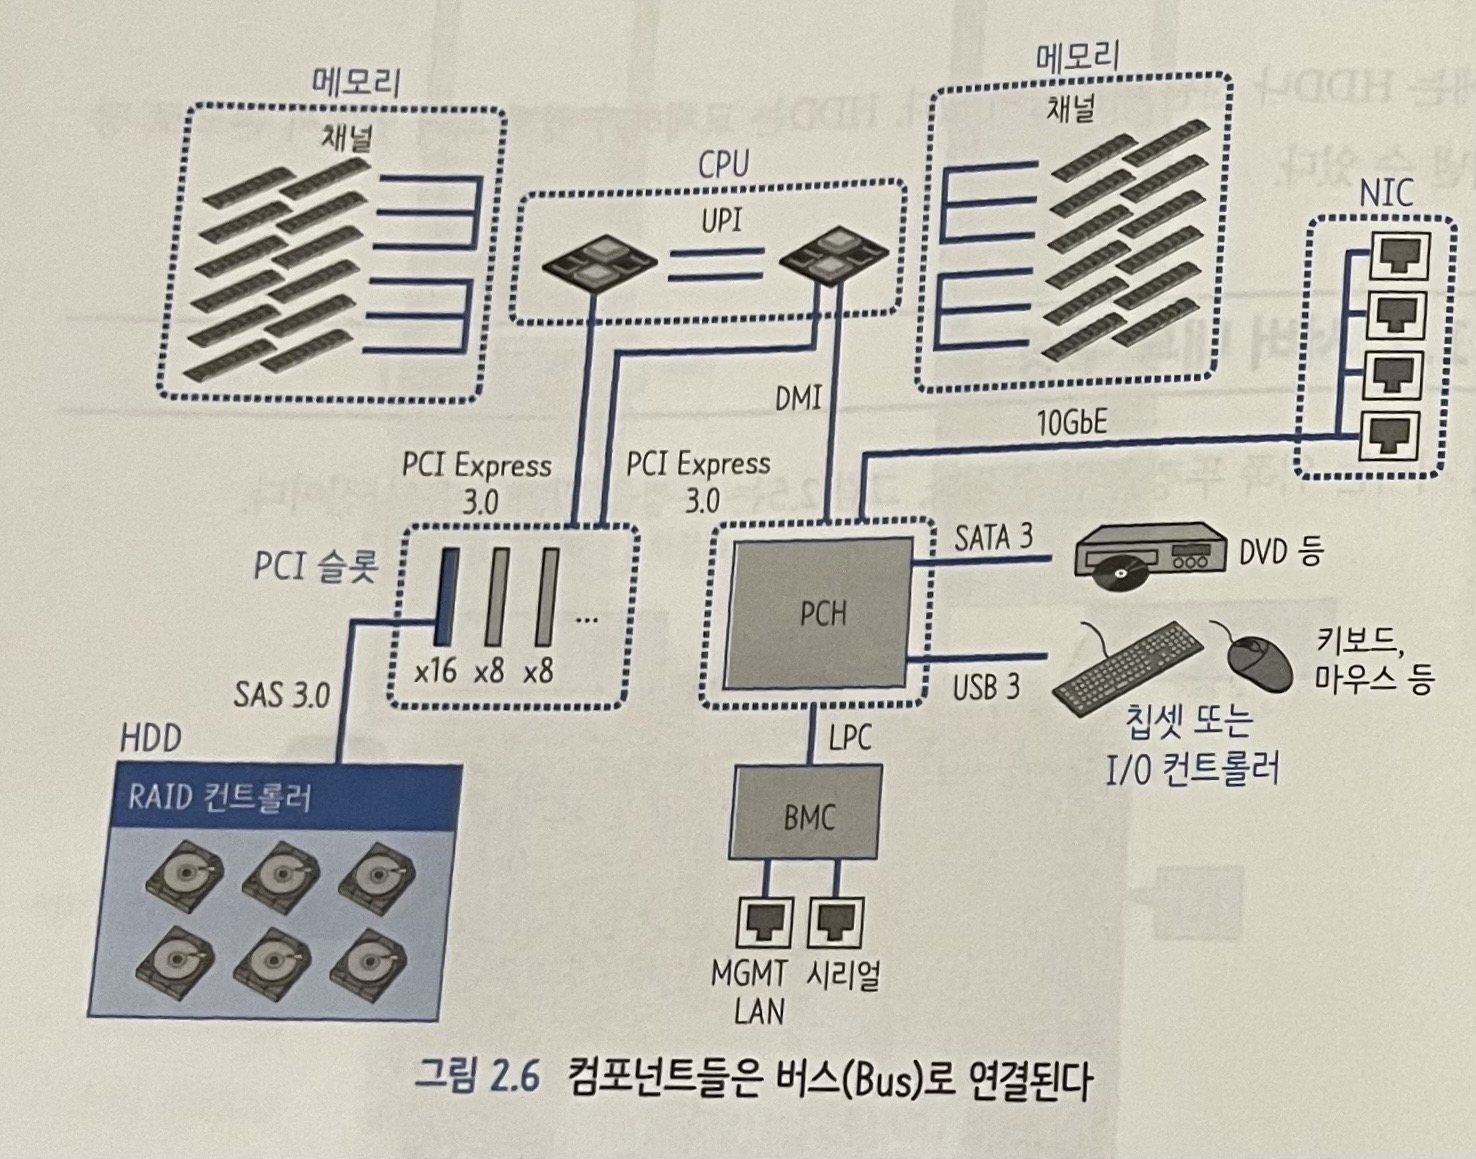 메모리
채널
CPU
UPI
메모리
채널
NIC
DMI
10GbE
PCI Express
3.0
PCI Express
3.0
PCI 슬롯
x16 x8 x8
...
SAS 3.0
HDD
RAID 컨트롤러
PCH
SATA 3
DVD 등
USB 3
키보드,
마우스 등
칩셋 또는
I/O 컨트롤러
LPC
BMC
MGMT
LAN
시리얼
그림 2.6 컴포넌트들은 버스(Bus)로 연결된다